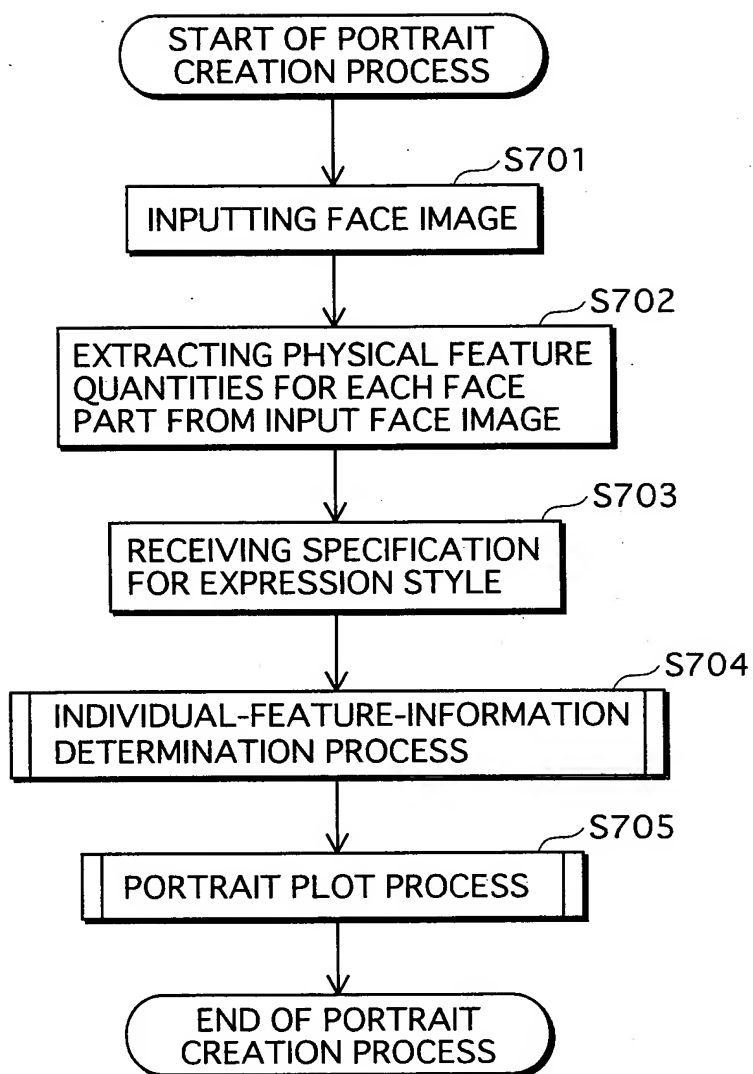 START OF PORTRAIT
CREATION PROCESS
S701
INPUTTING FACE IMAGE
S702
EXTRACTING PHYSICAL FEATURE
QUANTITIES FOR EACH FACE
PART FROM INPUT FACE IMAGE
S703
RECEIVING SPECIFICATION
FOR EXPRESSION STYLE
S704
INDIVIDUAL-FEATURE-INFORMATION
DETERMINATION PROCESS
S705
PORTRAIT PLOT PROCESS
END OF PORTRAIT
CREATION PROCESS